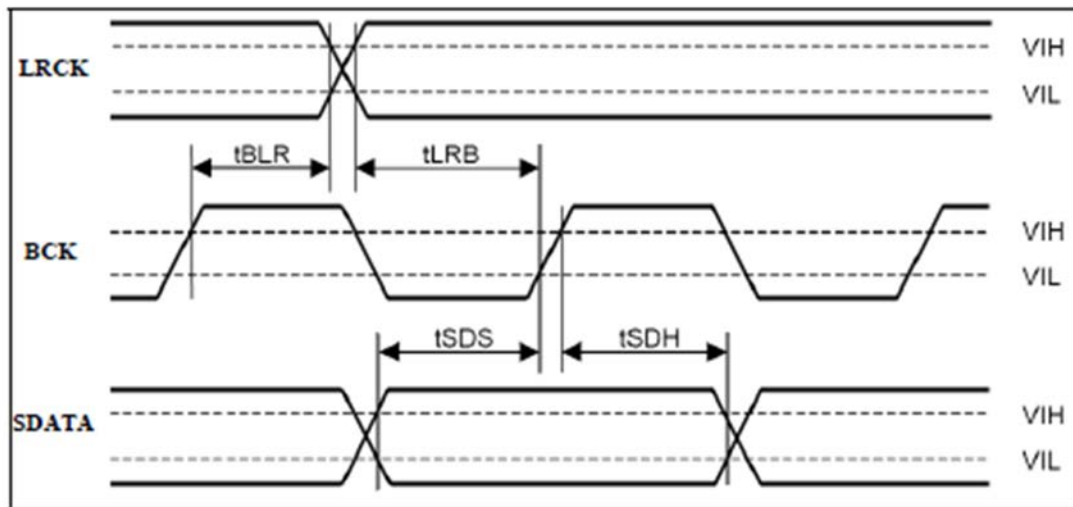 LRCK
VIH
VIL
tBLR
tLRB
BCK
VIH
VIL
tSDS
tSDH
SDATA
VIH
VIL